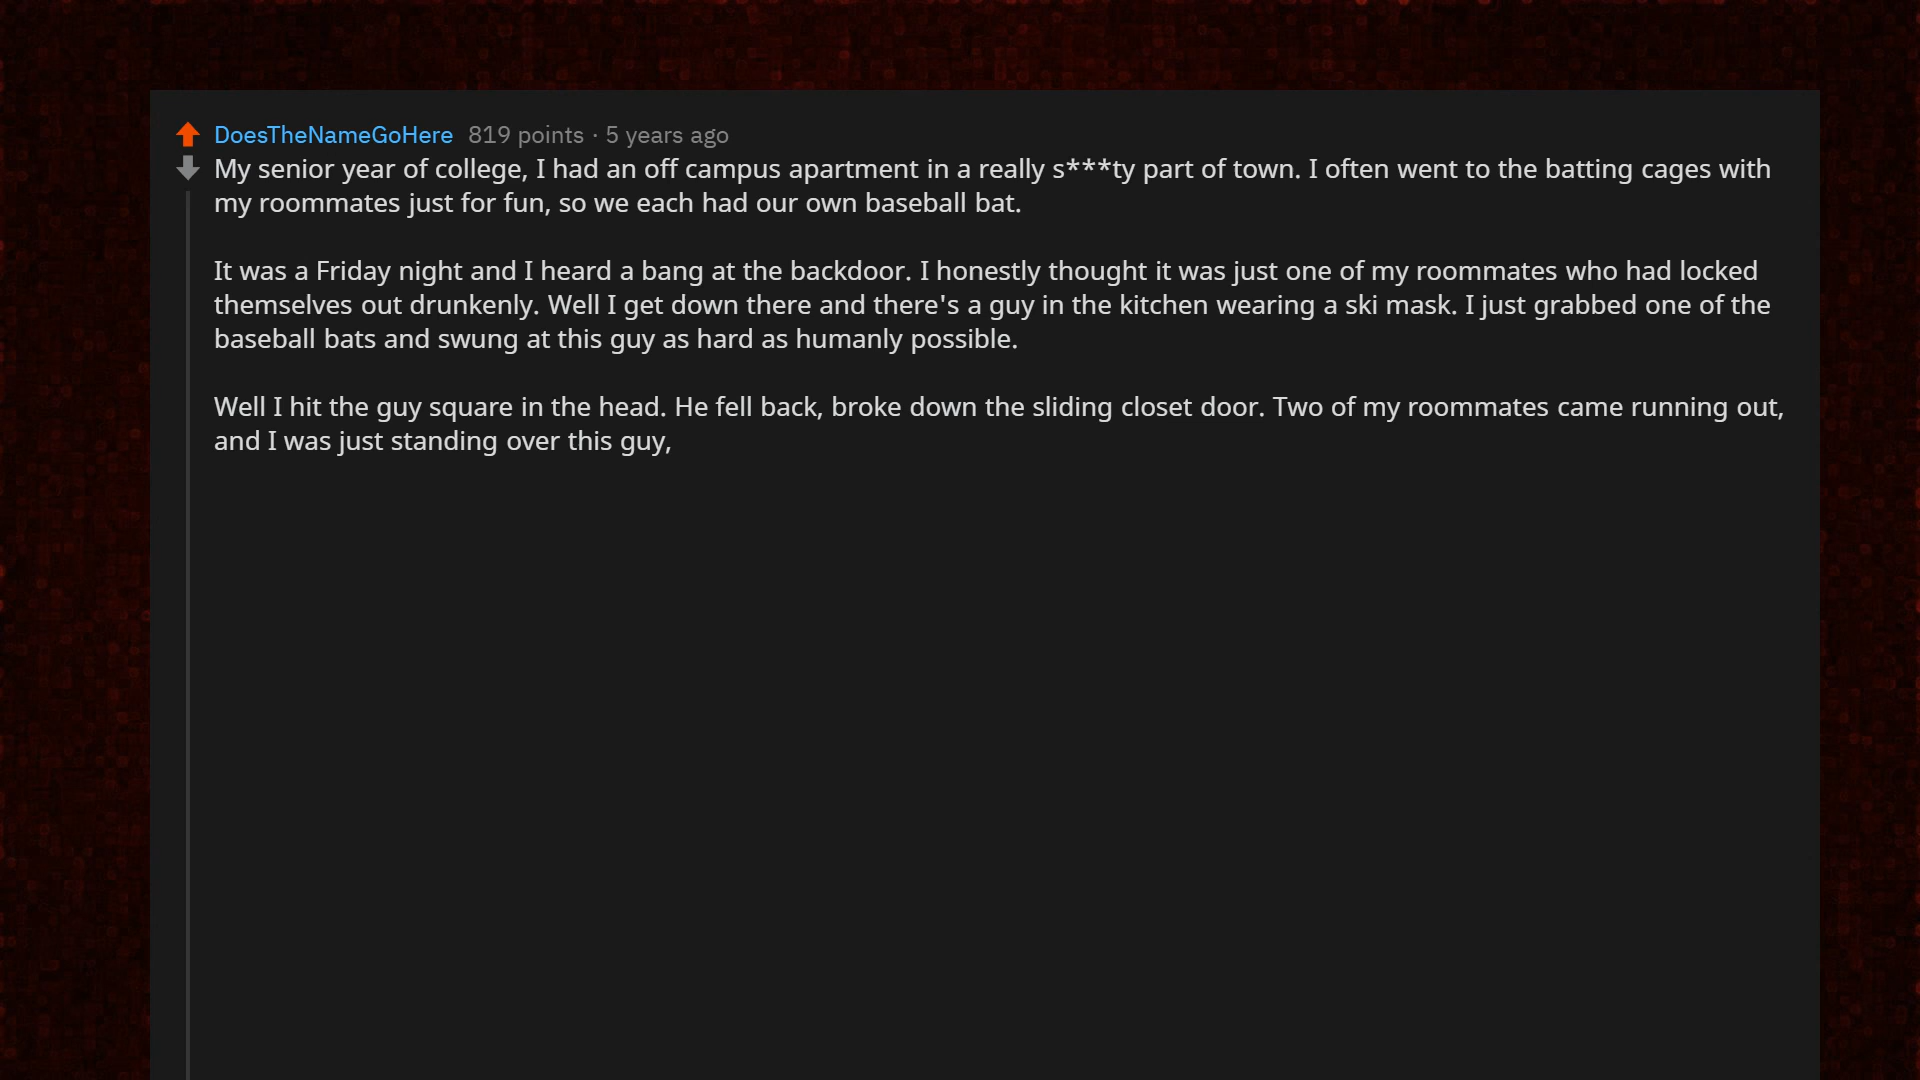 DoesTheNameGoHere 819 points · 5 years ago
My senior year of college, I had an off campus apartment in a really s***ty part of town. I often went to the batting cages with
my roommates just for fun, so we each had our own baseball bat.
It was a Friday night and I heard a bang at the backdoor. I honestly thought it was just one of my roommates who had locked
themselves out drunkenly. Well I get down there and there's a guy in the kitchen wearing a ski mask. I just grabbed one of the
baseball bats and swung at this guy as hard as humanly possible.
Well I hit the guy square in the head. He fell back, broke down the sliding closet door. Two of my roommates came running out,
and I was just standing over this guy,